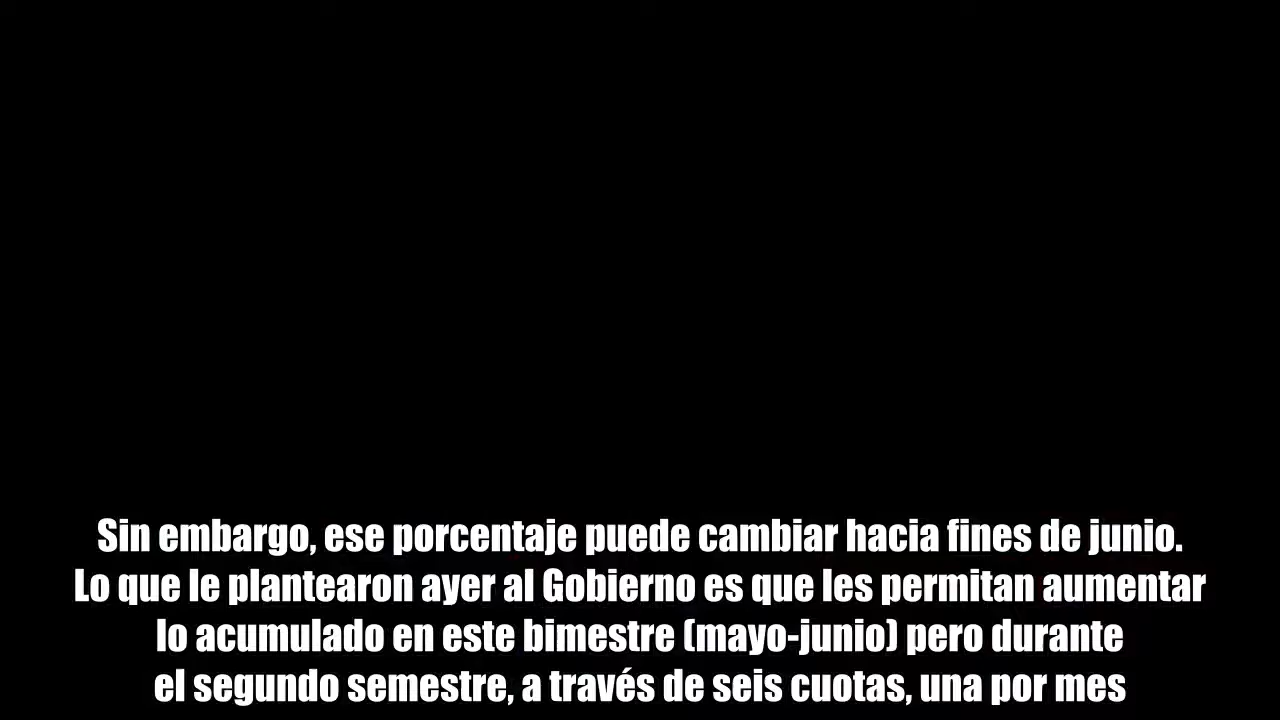 Sin embargo, ese porcentaje puede cambiar hacia fines de junio.
Lo que le plantearon ayer al Gobierno es que les permitan aumentar
lo acumulado en este bimestre (mayo-junio) pero durante
el segundo semestre, a través de seis cuotas, una por mes